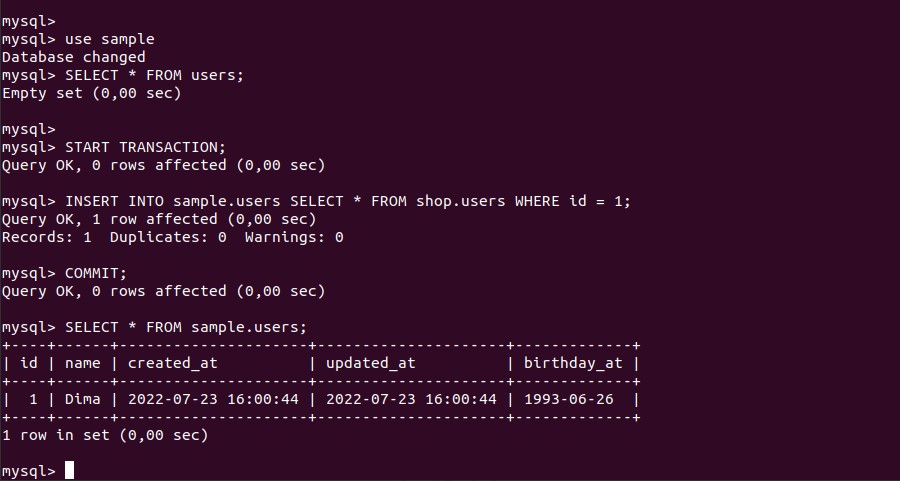 mysql>
mysql> use sample
Database changed
mysql> SELECT * FROM users;
Empty set (0,00 sec)
mysql>
mysql> START TRANSACTION;
Query OK, 0 rows affected (0,00 sec)
mysql> INSERT INTO sample.users SELECT * FROM shop.users WHERE id = 1;
Query OK, 1 row affected (0,00 sec)
Records: 1  Duplicates: 0  Warnings: 0
mysql> COMMIT;
Query OK, 0 rows affected (0,00 sec)
mysql> SELECT * FROM sample.users;
+----+------+---------------------+---------------------+-------------+
| id | name | created_at          | updated_at          | birthday_at |
+----+------+---------------------+---------------------+-------------+
|  1 | Dima | 2022-07-23 16:00:44 | 2022-07-23 16:00:44 | 1993-06-26  |
+----+------+---------------------+---------------------+-------------+
1 row in set (0,00 sec)
mysql>